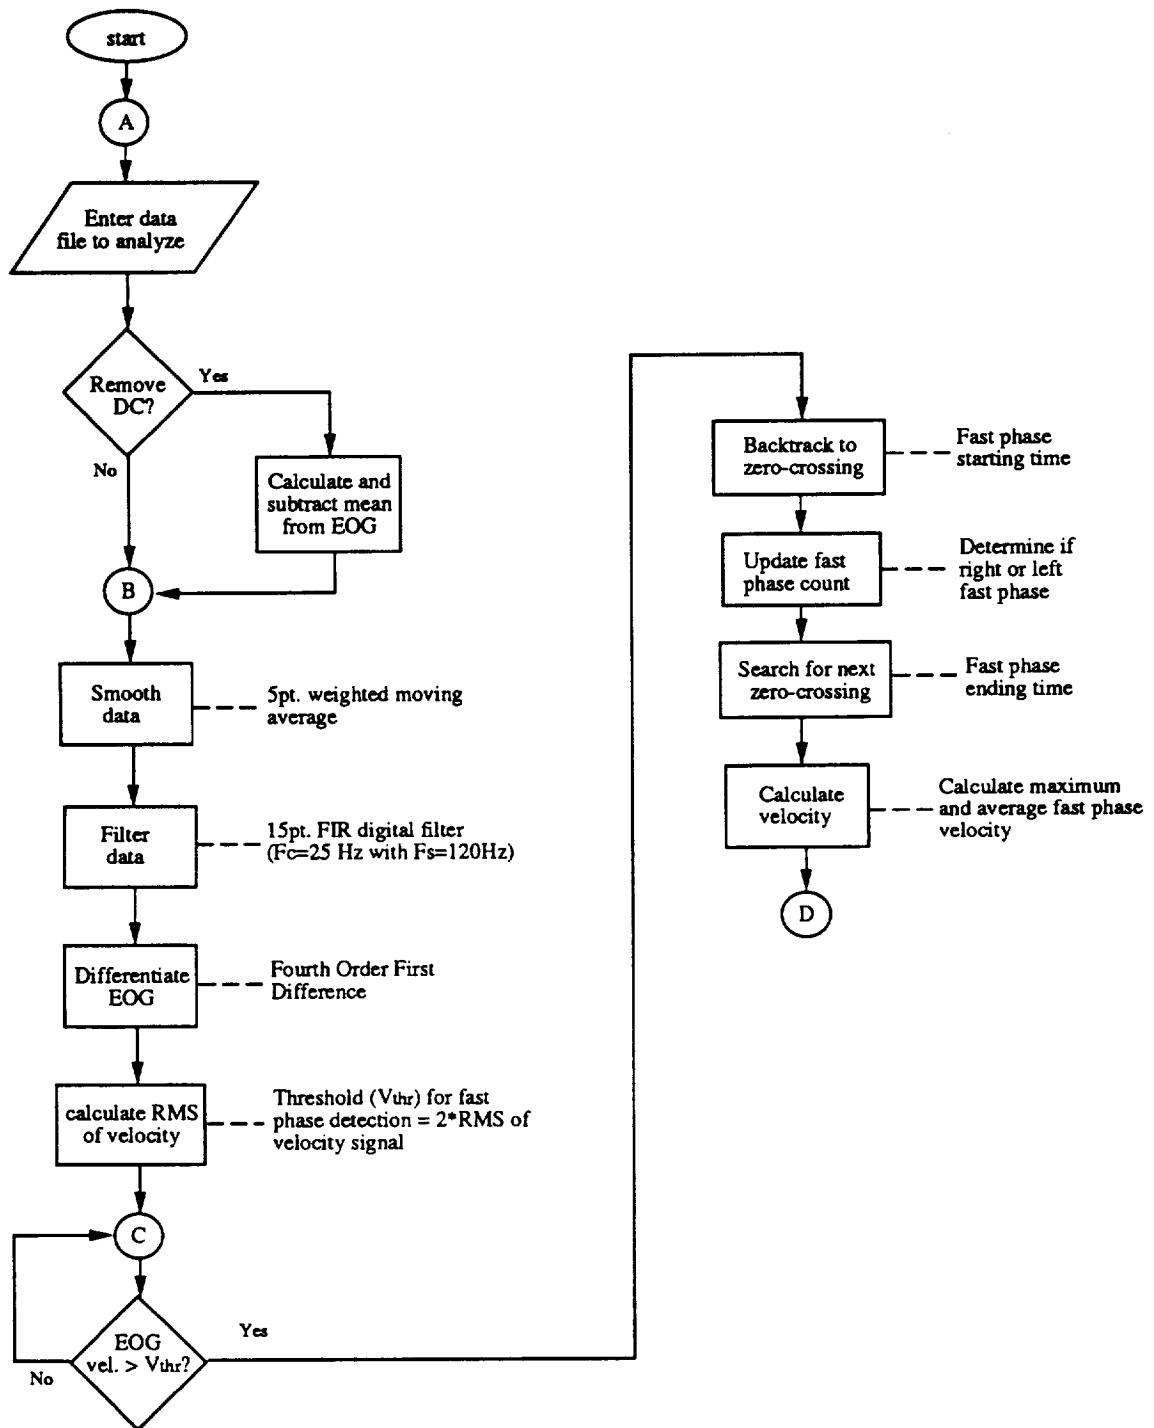 start
A
Enter data
file to analyze
Remove
DC?
Yes
No
Calculate and
subtract mean
from EOG
B
Smooth
data
5pt. weighted moving
average
Filter
data
15pt. FIR digital filter
(Fc=25 Hz with Fs=120Hz)
Differentiate
EOG
Fourth Order First
Difference
calculate RMS
of velocity
Threshold (Vthr) for fast
phase detection = 2*RMS of
velocity signal
C
EOG
vel. > Vthr?
Yes
No
Backtrack to
zero-crossing
Fast phase
starting time
Update fast
phase count
Determine if
right or left
fast phase
Search for next
zero-crossing
Fast phase
ending time
Calculate
velocity
Calculate maximum
and average fast phase
velocity
D